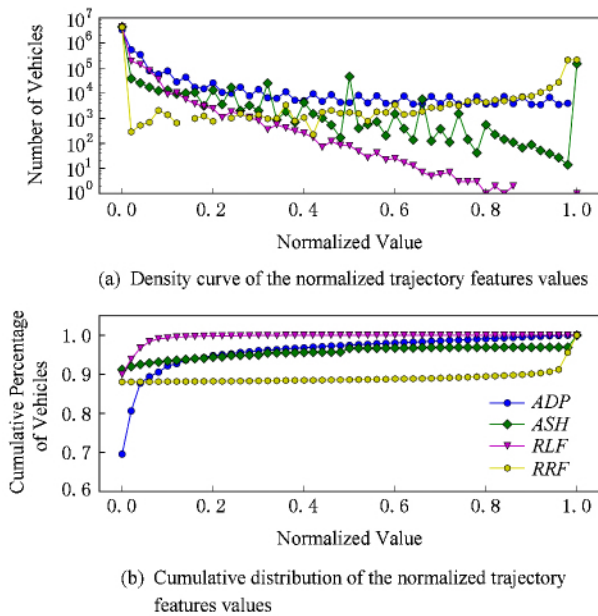 10^7
10^6
10^5
10^4
10^3
10^2
10^1
10^0
Number of Vehicles
0.0 0.2 0.4 0.6 0.8 1.0
Normalized Value
(a) Density curve of the normalized trajectory features values
1.0
0.9
0.8
0.7
0.6
Cumulative Percentage
of Vehicles
ADP
ASH
RLF
RRF
0.0 0.2 0.4 0.6 0.8 1.0
Normalized Value
(b) Cumulative distribution of the normalized trajectory
features values